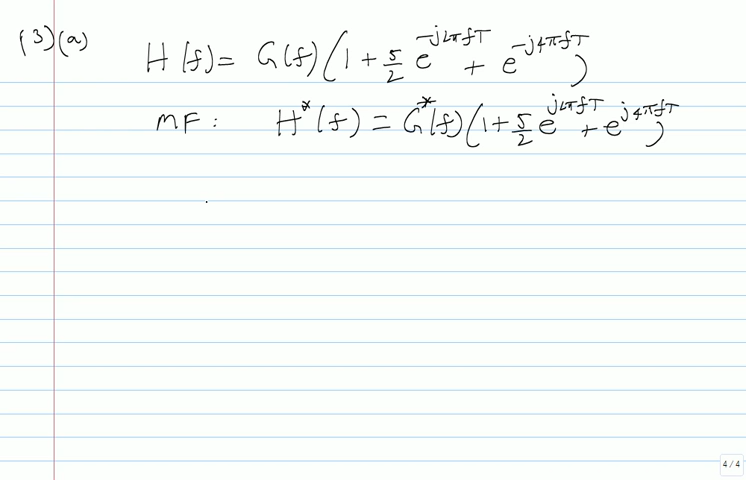 (3)(a) H(f) = G(f)(1 + 5/2 e^{-j2πfT} + e^{-j4πfT})
MF: H*(f) = G*(f)(1 + 5/2 e^{j2πfT} + e^{j4πfT})
4/4